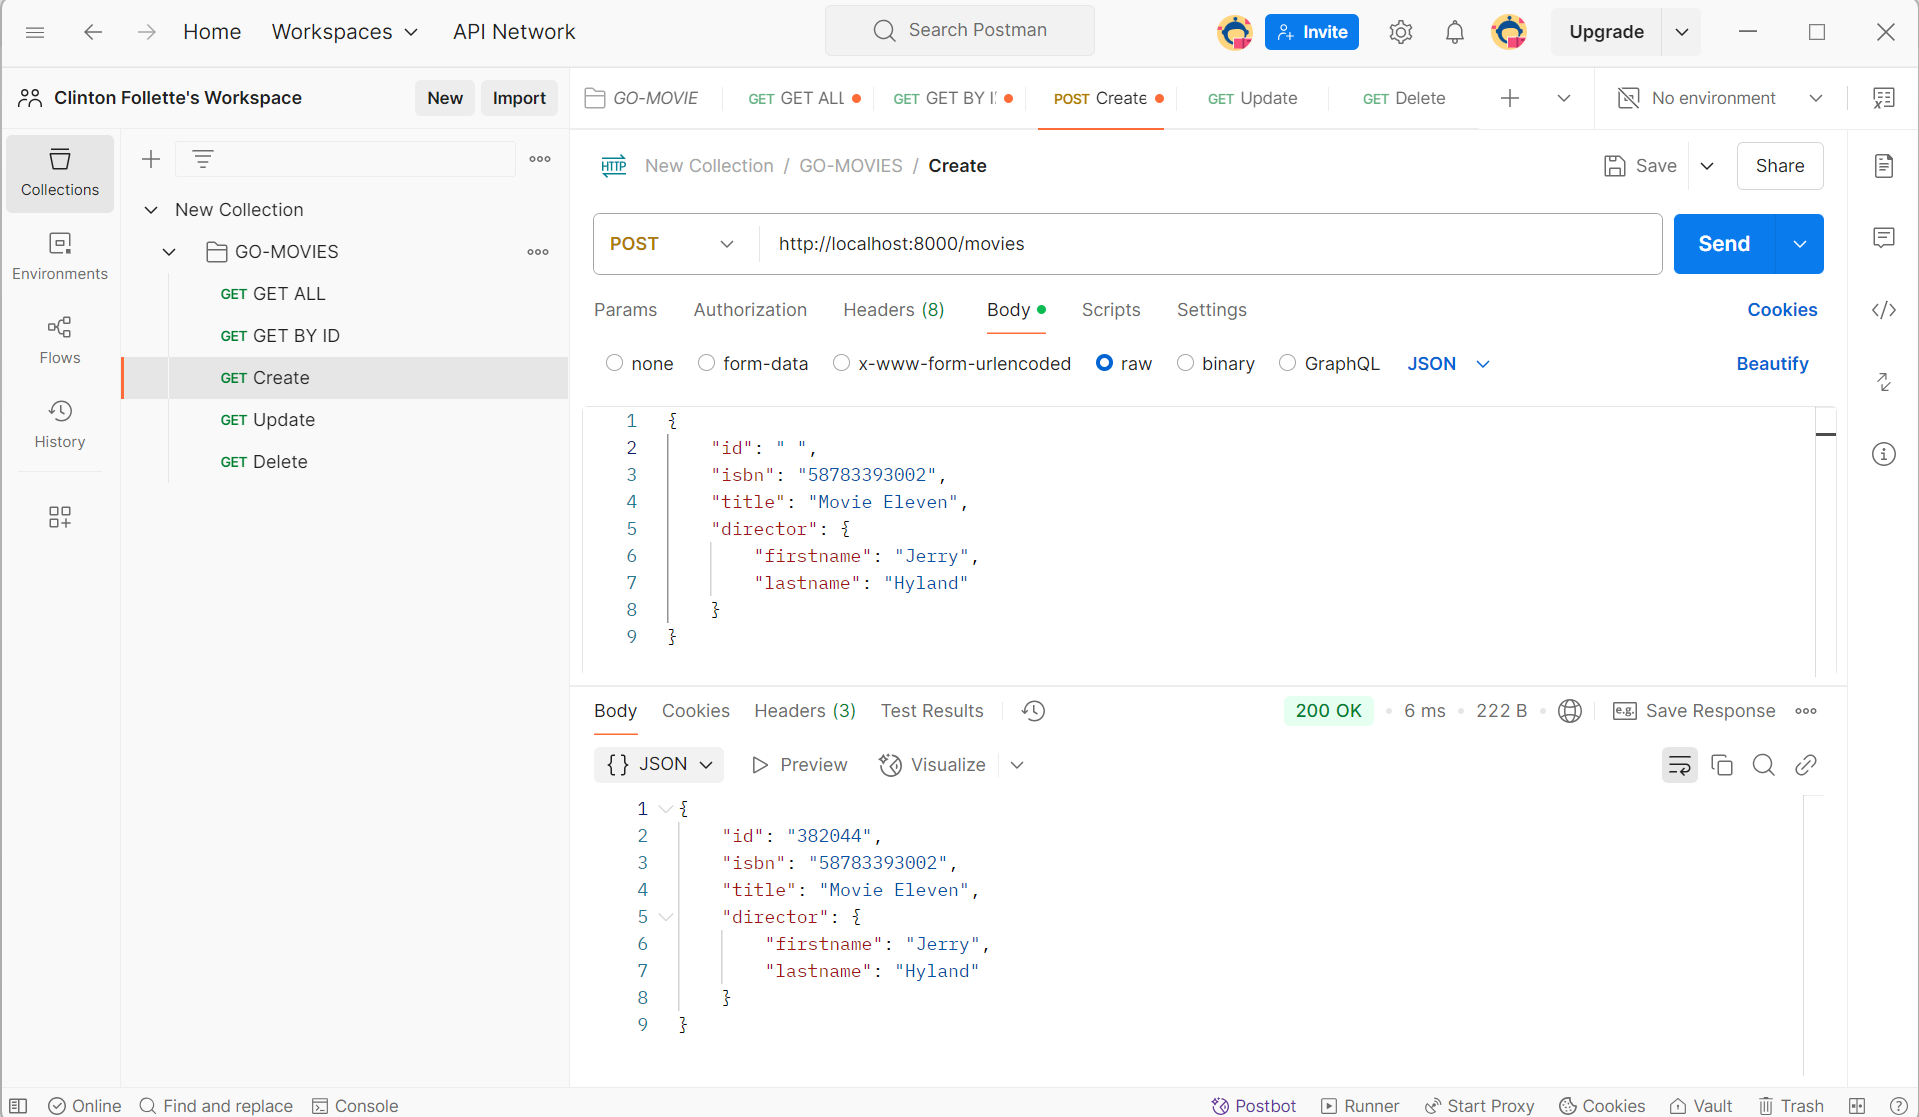 Home Workspaces API Network Search Postman Invite Upgrade
Clinton Follette's Workspace New Import
GO-MOVIE GET GET ALL GET GET BY I POST Create GET Update GET Delete No environment
Collections
Environments
Flows
History
New Collection
GO-MOVIES
GET GET ALL
GET GET BY ID
GET Create
GET Update
GET Delete
HTTP New Collection / GO-MOVIES / Create Save Share
POST http://localhost:8000/movies Send
Params Authorization Headers (8) Body Scripts Settings Cookies
none form-data x-www-form-urlencoded raw binary GraphQL JSON Beautify
1 {
2 "id": " ",
3 "isbn": "58783393002",
4 "title": "Movie Eleven",
5 "director": {
6 "firstname": "Jerry",
7 "lastname": "Hyland"
8 }
9 }
Body Cookies Headers (3) Test Results 200 OK • 6 ms • 222 B • e.g. Save Response
{} JSON Preview Visualize
1 {
2 "id": "382044",
3 "isbn": "58783393002",
4 "title": "Movie Eleven",
5 "director": {
6 "firstname": "Jerry",
7 "lastname": "Hyland"
8 }
9 }
Online Find and replace Console Postbot Runner Start Proxy Cookies Vault Trash